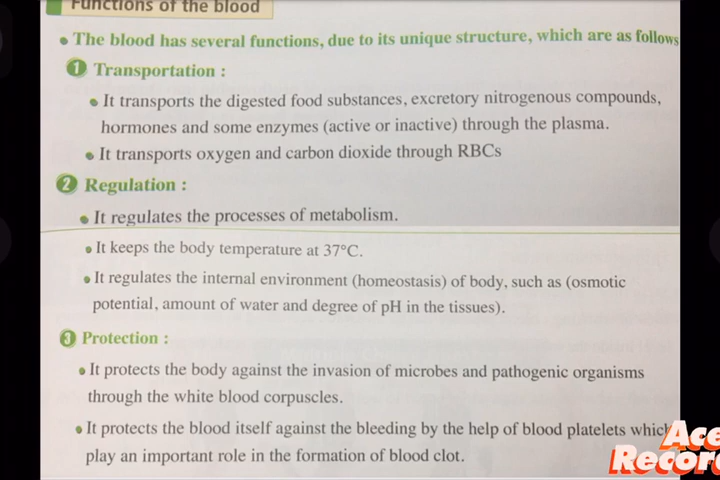 Functions of the blood
• The blood has several functions, due to its unique structure, which are as follows
1 Transportation :
• It transports the digested food substances, excretory nitrogenous compounds,
hormones and some enzymes (active or inactive) through the plasma.
• It transports oxygen and carbon dioxide through RBCs
2 Regulation :
• It regulates the processes of metabolism.
• It keeps the body temperature at 37°C.
• It regulates the internal environment (homeostasis) of body, such as (osmotic
potential, amount of water and degree of pH in the tissues).
3 Protection :
• It protects the body against the invasion of microbes and pathogenic organisms
through the white blood corpuscles.
• It protects the blood itself against the bleeding by the help of blood platelets which
play an important role in the formation of blood clot.
Ace
Record